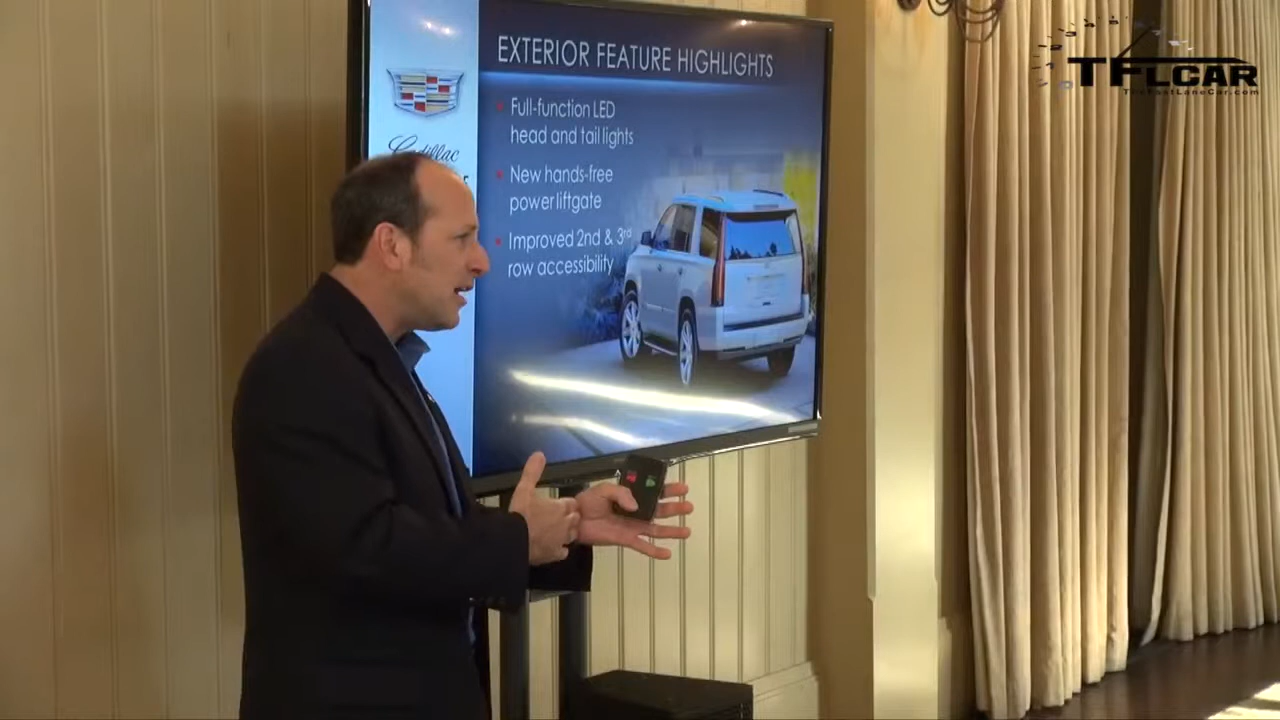 EXTERIOR FEATURE HIGHLIGHTS
Full-function LED
head and tail lights
New hands-free
power liftgate
Improved 2nd & 3rd
row accessibility
Cadillac
TFLCAR
TheFastLaneCar.com